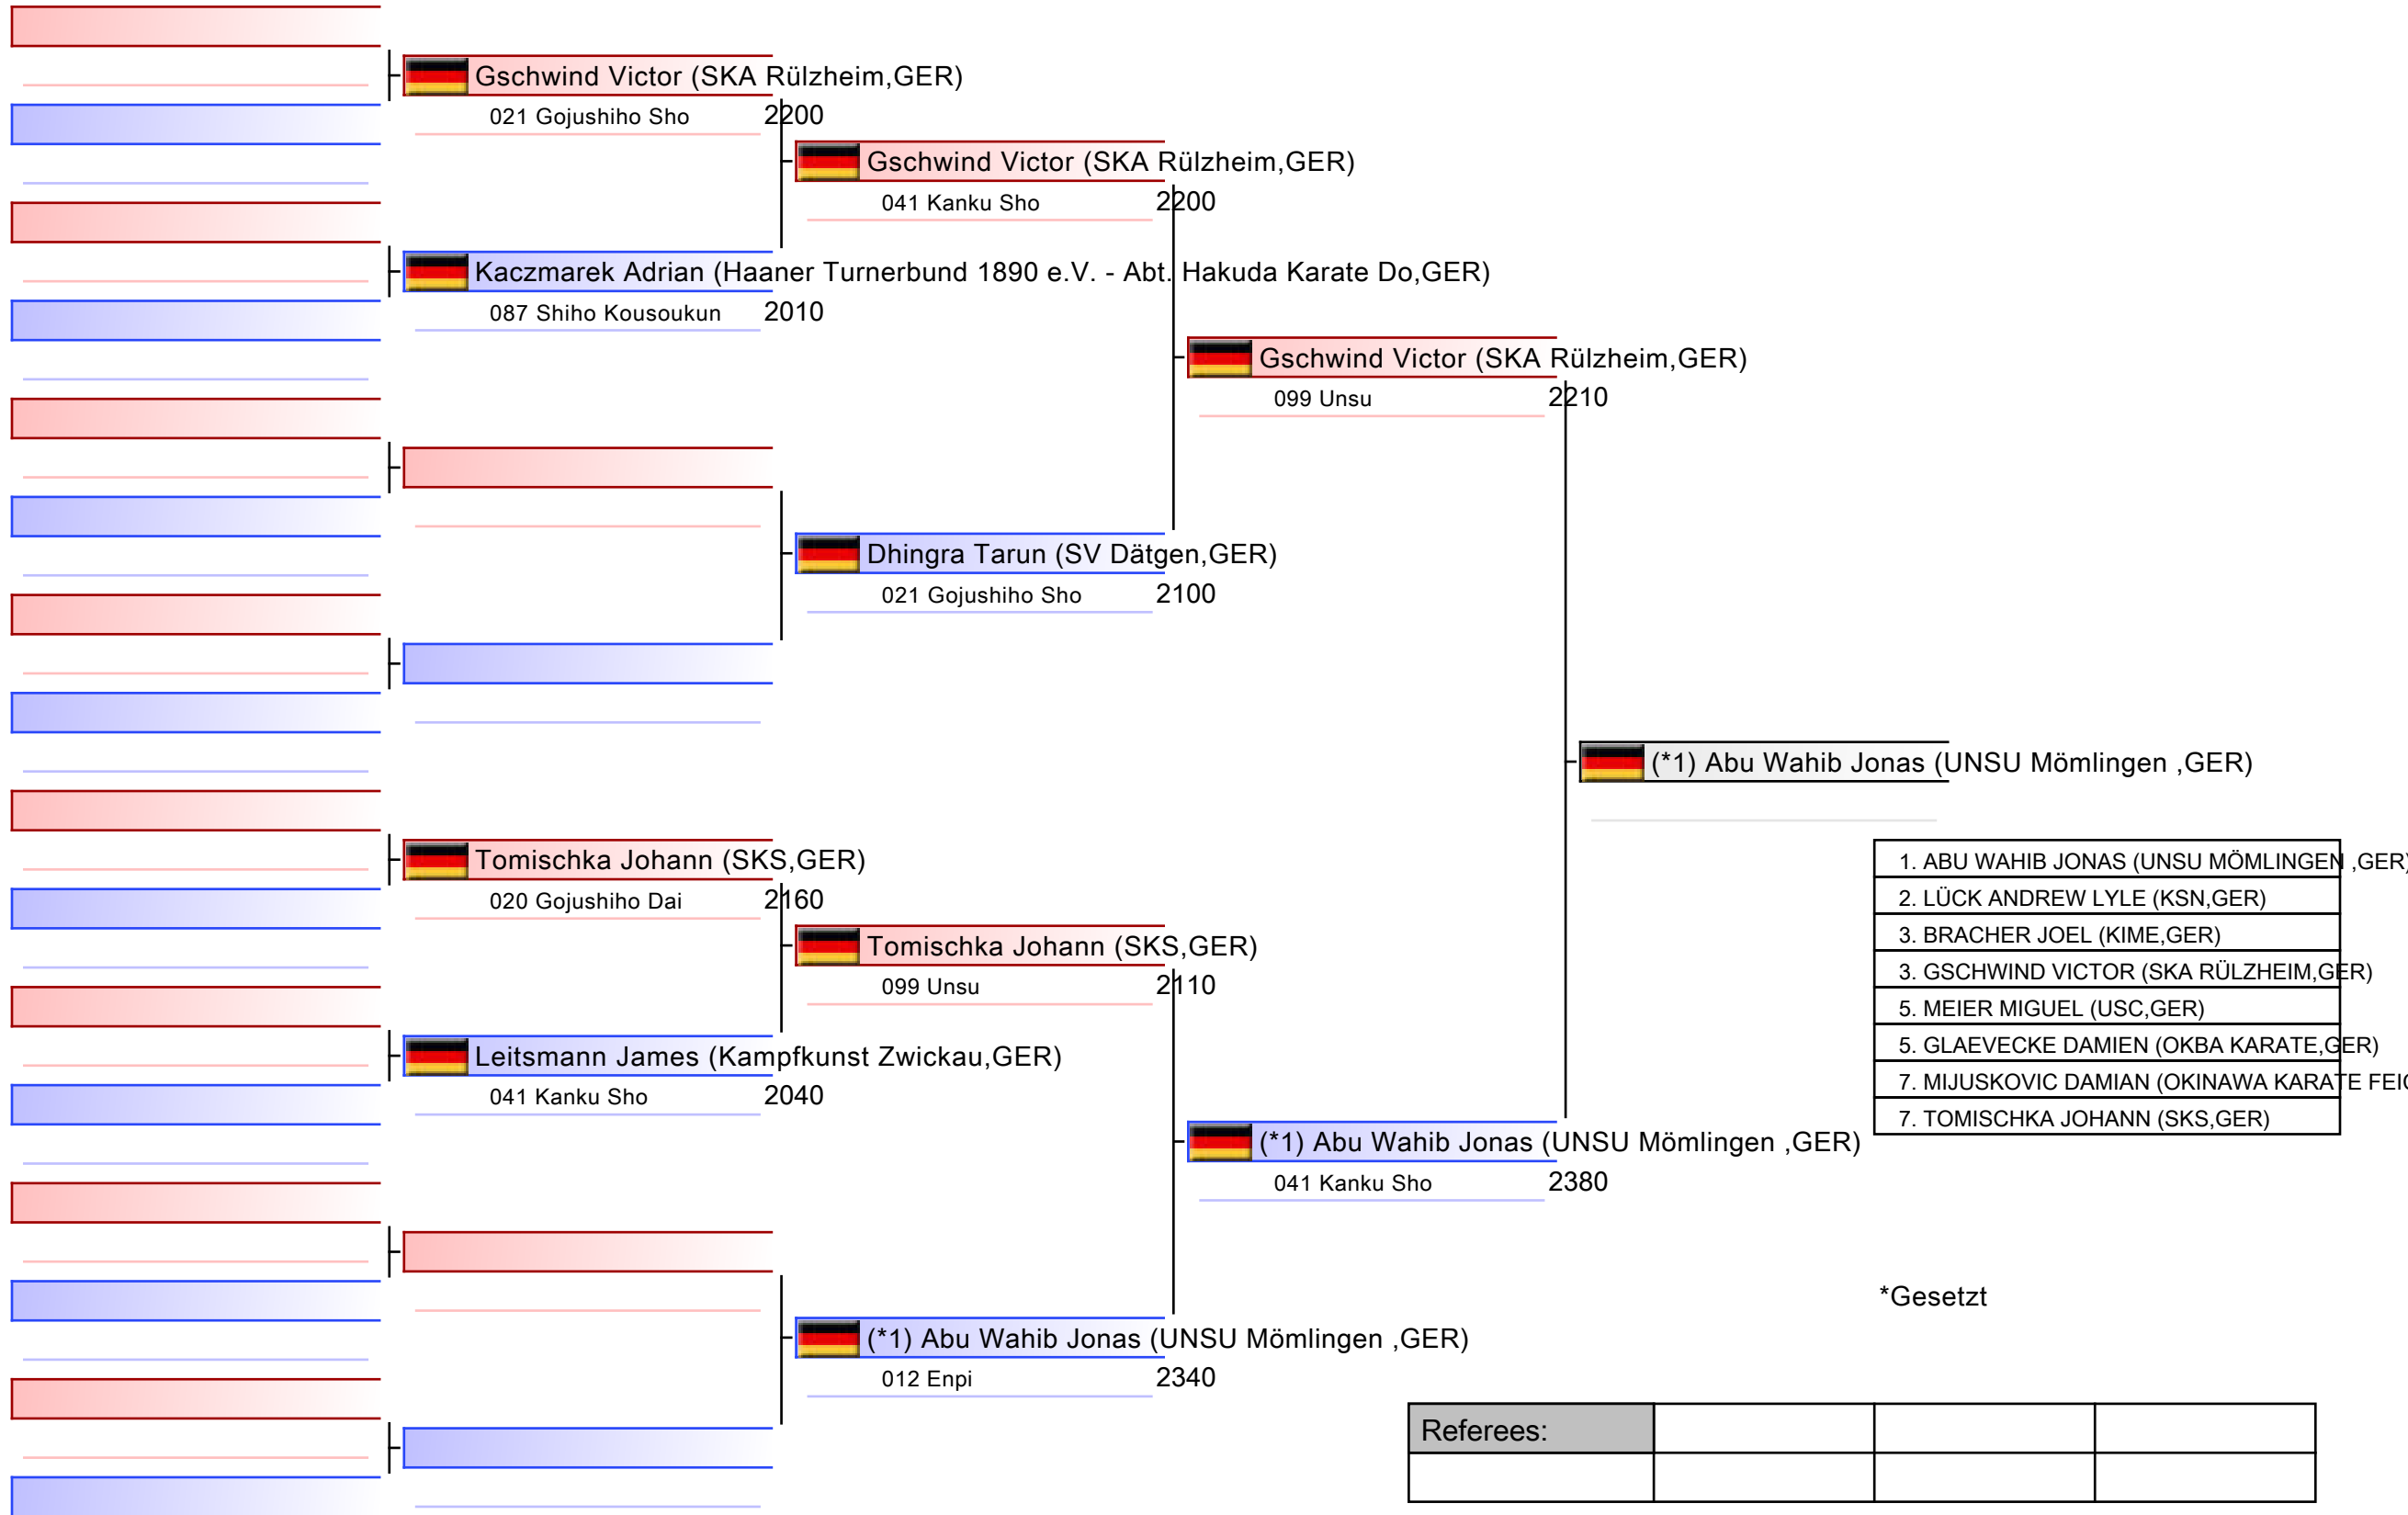 Gschwind Victor (SKA Rülzheim,GER)
021 Gojushiho Sho 2200
Gschwind Victor (SKA Rülzheim,GER)
041 Kanku Sho 2200
Kaczmarek Adrian (Haaner Turnerbund 1890 e.V. - Abt. Hakuda Karate Do,GER)
087 Shiho Kousoukun 2010
Gschwind Victor (SKA Rülzheim,GER)
099 Unsu 2210
Dhingra Tarun (SV Dätgen,GER)
021 Gojushiho Sho 2100
(*1) Abu Wahib Jonas (UNSU Mömlingen ,GER)
Tomischka Johann (SKS,GER)
020 Gojushiho Dai 2160
Tomischka Johann (SKS,GER)
099 Unsu 2110
Leitsmann James (Kampfkunst Zwickau,GER)
041 Kanku Sho 2040
(*1) Abu Wahib Jonas (UNSU Mömlingen ,GER)
041 Kanku Sho 2380
(*1) Abu Wahib Jonas (UNSU Mömlingen ,GER)
012 Enpi 2340
1. ABU WAHIB JONAS (UNSU MÖMLINGEN ,GER)
2. LÜCK ANDREW LYLE (KSN,GER)
3. BRACHER JOEL (KIME,GER)
3. GSCHWIND VICTOR (SKA RÜLZHEIM,GER)
5. MEIER MIGUEL (USC,GER)
5. GLAEVECKE DAMIEN (OKBA KARATE,GER)
7. MIJUSKOVIC DAMIAN (OKINAWA KARATE
7. TOMISCHKA JOHANN (SKS,GER)
*Gesetzt
Referees: